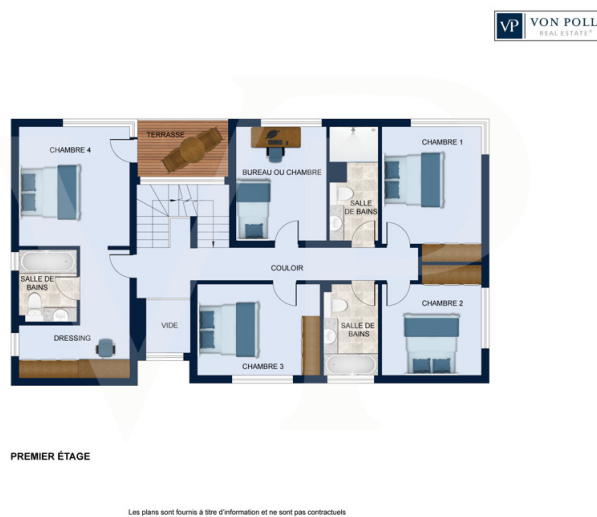 VP VON POLL
REAL ESTATE®
TERRASSE
CHAMBRE 4
CHAMBRE 1
BUREAU OU CHAMBRE
SALLE
DE BAINS
COULOIR
SALLE DE
BAINS
VIDE
CHAMBRE 2
SALLE
DE BAINS
DRESSING
CHAMBRE 3
PREMIER ÉTAGE
Les plans sont fournis à titre d'information et ne sont pas contractuels